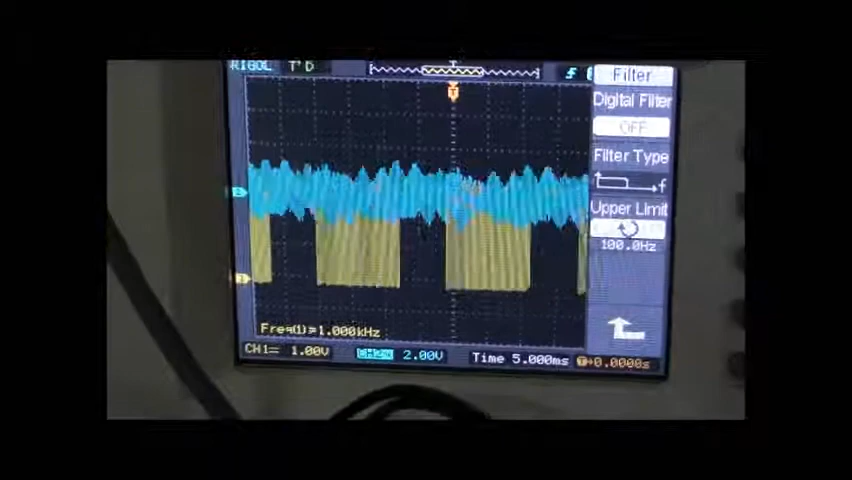 RIGOL T'D
Filter
Digital Filter
OFF
Filter Type
f
Upper Limit
100.0Hz
Freq(1)=1.000kHz
CH1= 1.00V CH2~ 2.00V Time 5.000ms +0.0000s